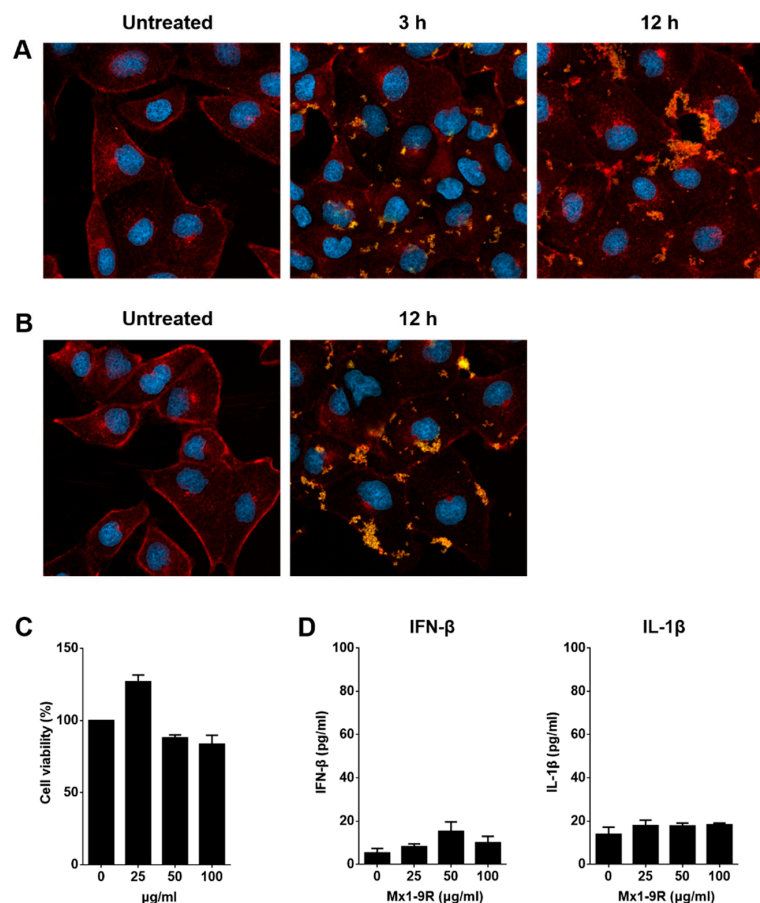 Untreated 3 h 12 h
A
Untreated 12 h
B
C
Cell viability (%)
150
100
50
0
0 25 50 100
µg/ml
D
IFN-β
IFN-β (pg/ml)
100
80
60
40
20
0
0 25 50 100
Mx1-9R (µg/ml)
IL-1β
IL-1β (pg/ml)
100
80
60
40
20
0
0 25 50 100
Mx1-9R (µg/ml)